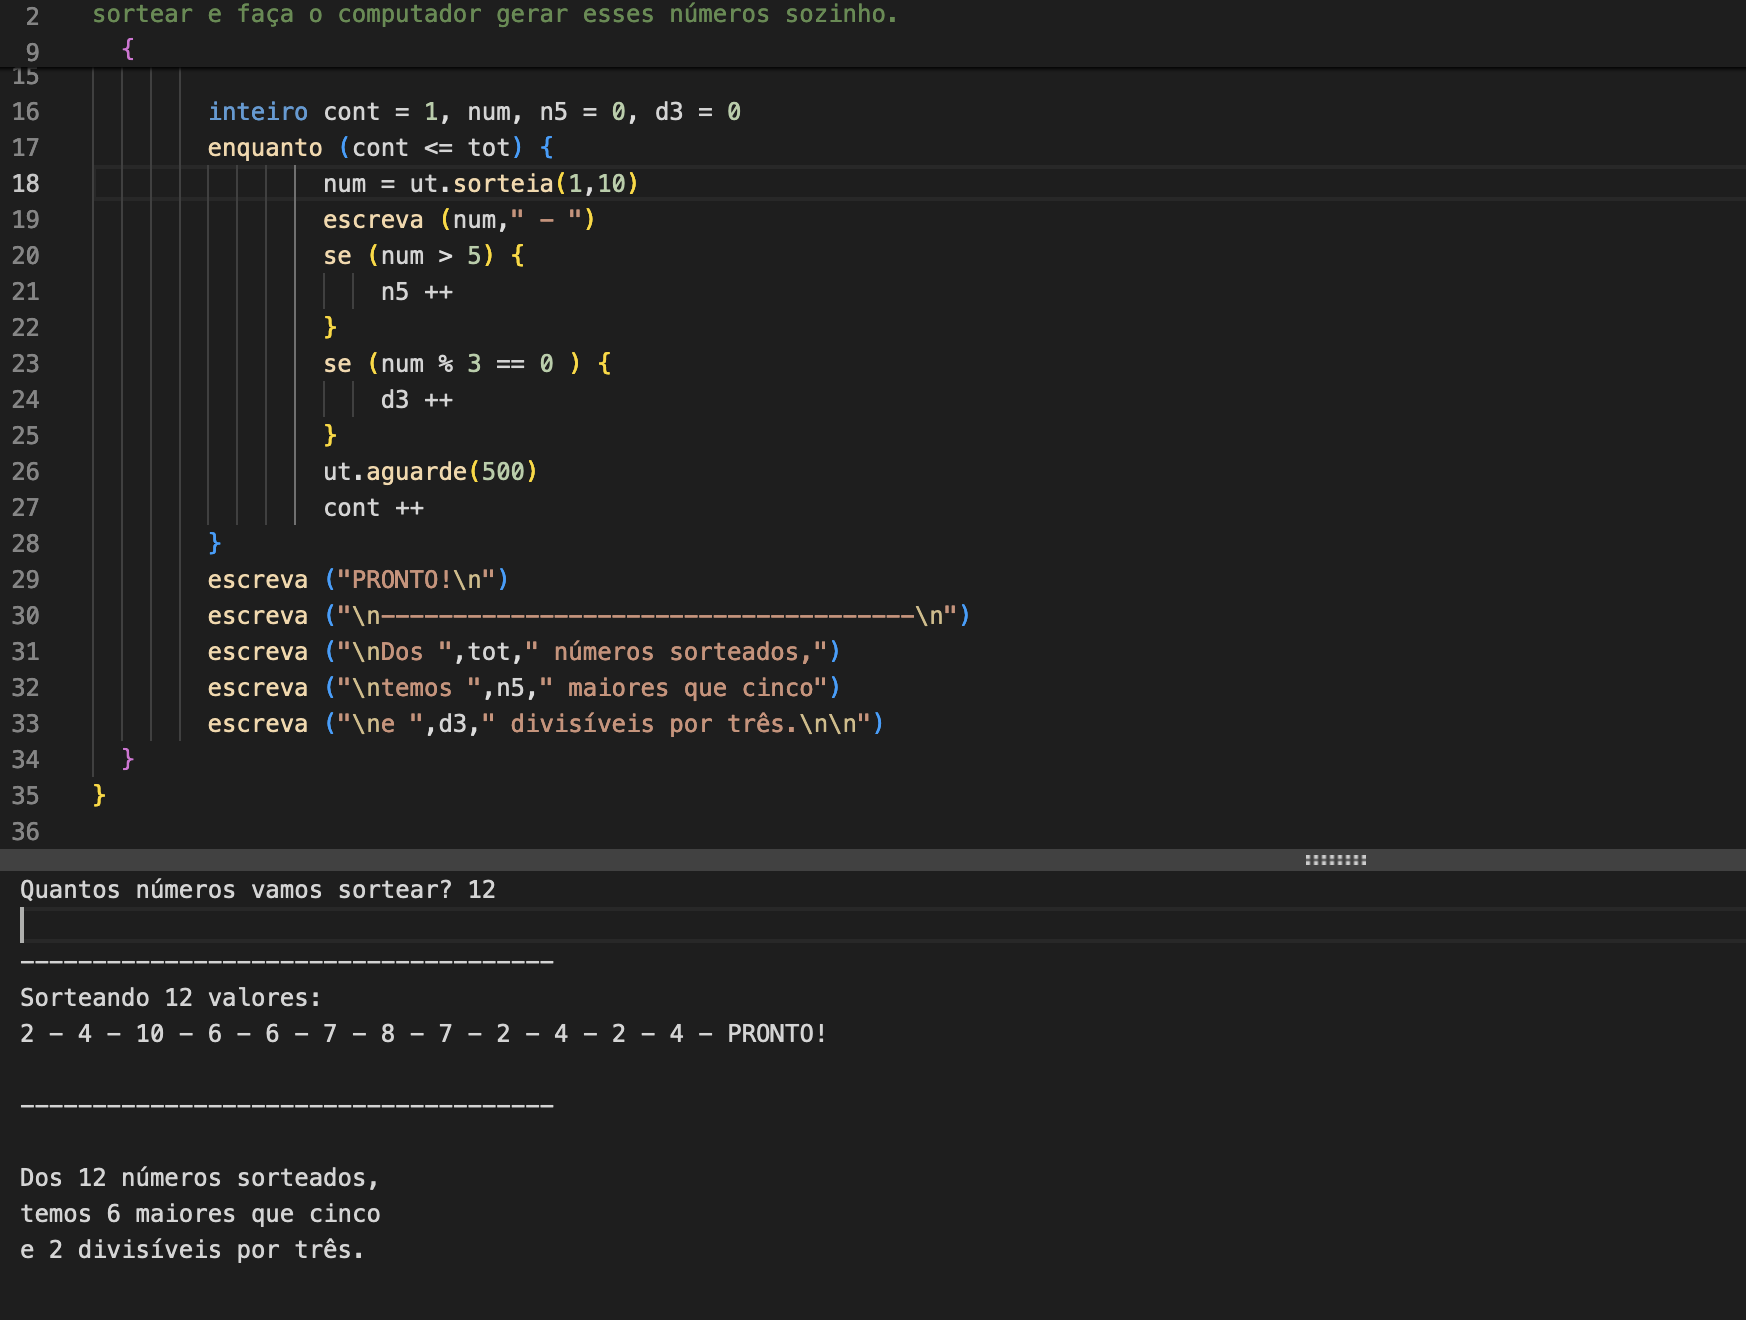 2 sortear e faça o computador gerar esses números sozinho.
9 {
15
16 inteiro cont = 1, num, n5 = 0, d3 = 0
17 enquanto (cont <= tot) {
18 num = ut.sorteia(1,10)
19 escreva (num," - ")
20 se (num > 5) {
21 n5 ++
22 }
23 se (num % 3 == 0 ) {
24 d3 ++
25 }
26 ut.aguarde(500)
27 cont ++
28 }
29 escreva ("PRONTO!\n")
30 escreva ("\n-------------------------------------\n")
31 escreva ("\nDos ",tot," números sorteados,")
32 escreva ("\ntemos ",n5," maiores que cinco")
33 escreva ("\ne ",d3," divisíveis por três.\n\n")
34 }
35 }
36
Quantos números vamos sortear? 12
-------------------------------------
Sorteando 12 valores:
2 - 4 - 10 - 6 - 6 - 7 - 8 - 7 - 2 - 4 - 2 - 4 - PRONTO!
-------------------------------------
Dos 12 números sorteados,
temos 6 maiores que cinco
e 2 divisíveis por três.